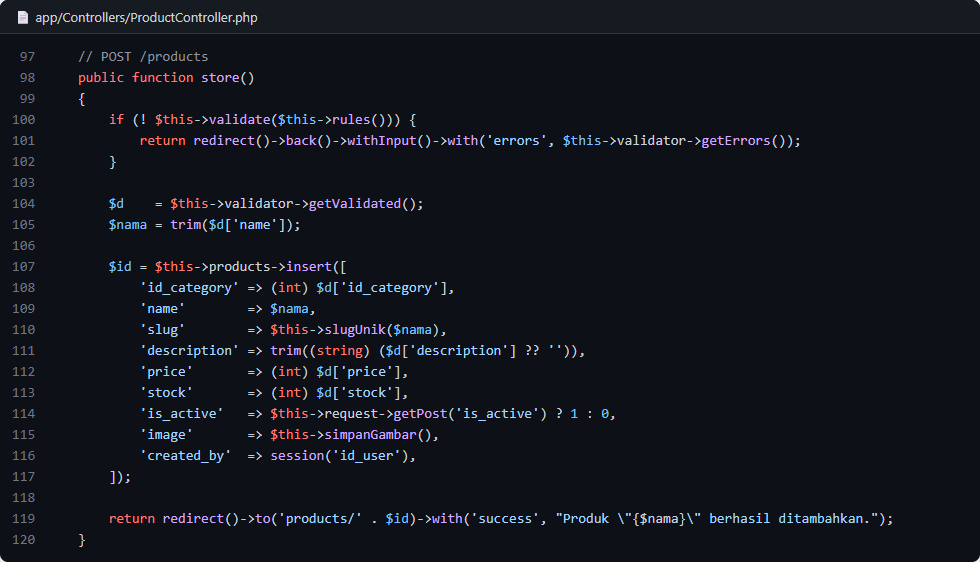 app/Controllers/ProductController.php
97     // POST /products
98     public function store()
99     {
100         if (! $this->validate($this->rules())) {
101             return redirect()->back()->withInput()->with('errors', $this->validator->getErrors());
102         }
103
104         $d    = $this->validator->getValidated();
105         $nama = trim($d['name']);
106
107         $id = $this->products->insert([
108             'id_category' => (int) $d['id_category'],
109             'name'        => $nama,
110             'slug'        => $this->slugUnik($nama),
111             'description' => trim((string) ($d['description'] ?? '')),
112             'price'       => (int) $d['price'],
113             'stock'       => (int) $d['stock'],
114             'is_active'   => $this->request->getPost('is_active') ? 1 : 0,
115             'image'       => $this->simpanGambar(),
116             'created_by'  => session('id_user'),
117         ]);
118
119         return redirect()->to('products/' . $id)->with('success', "Produk \"{$nama}\" berhasil ditambahkan.");
120     }